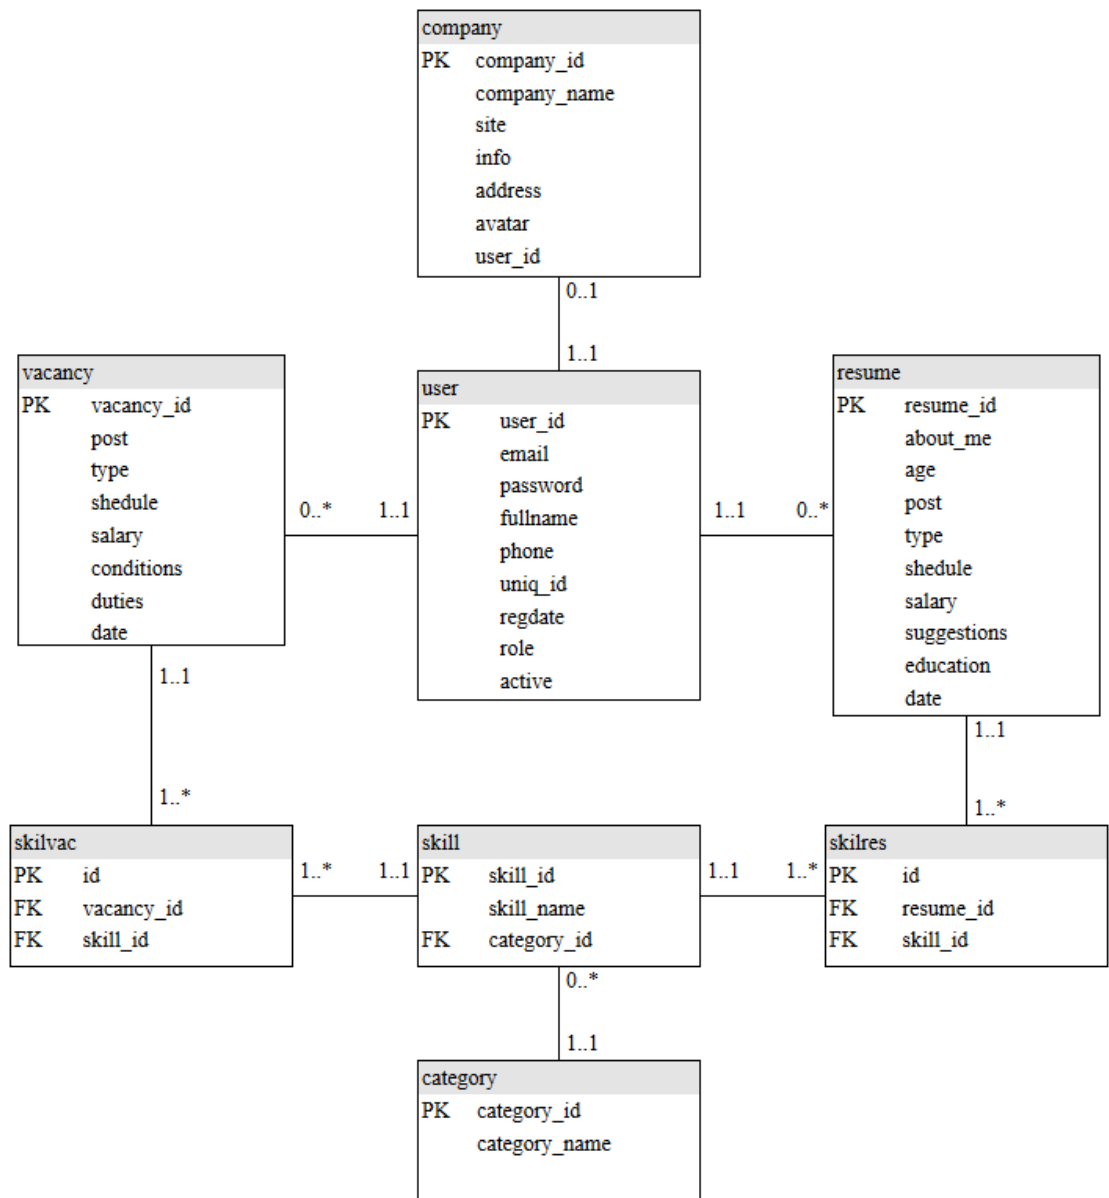 company
PK company_id
company_name
site
info
address
avatar
user_id
0..1
1..1
vacancy
PK vacancy_id
post
type
shedule
salary
conditions
duties
date
0..* 1..1
user
PK user_id
email
password
fullname
phone
uniq_id
regdate
role
active
1..1 0..*
resume
PK resume_id
about_me
age
post
type
shedule
salary
suggestions
education
date
1..1
1..*
1..1
1..*
skilvac
PK id
FK vacancy_id
FK skill_id
1..* 1..1
skill
PK skill_id
skill_name
FK category_id
1..1 1..*
skilres
PK id
FK resume_id
FK skill_id
0..*
1..1
category
PK category_id
category_name